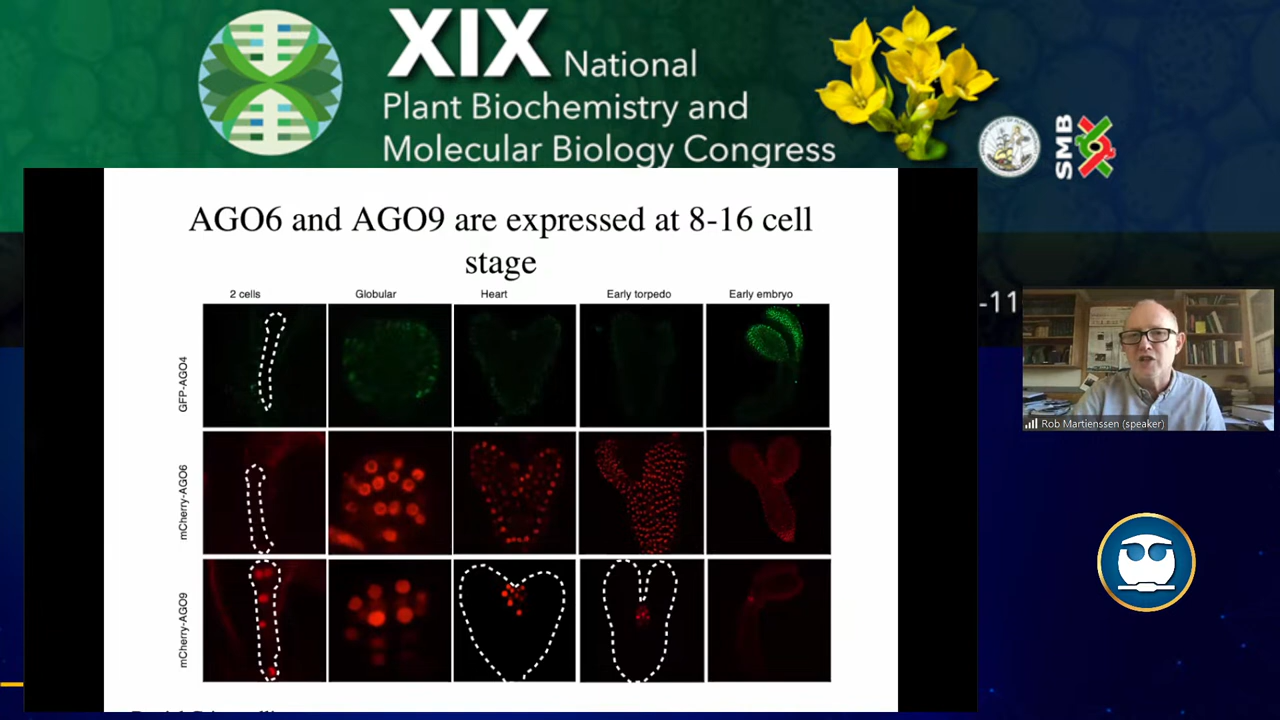 XIX National
Plant Biochemistry and
Molecular Biology Congress
SMB
AGO6 and AGO9 are expressed at 8-16 cell
stage
2 cells Globular Heart Early torpedo Early embryo
GFP-AGO4
mCherry-AGO6
mCherry-AGO9
-11
Rob Martienssen (speaker)